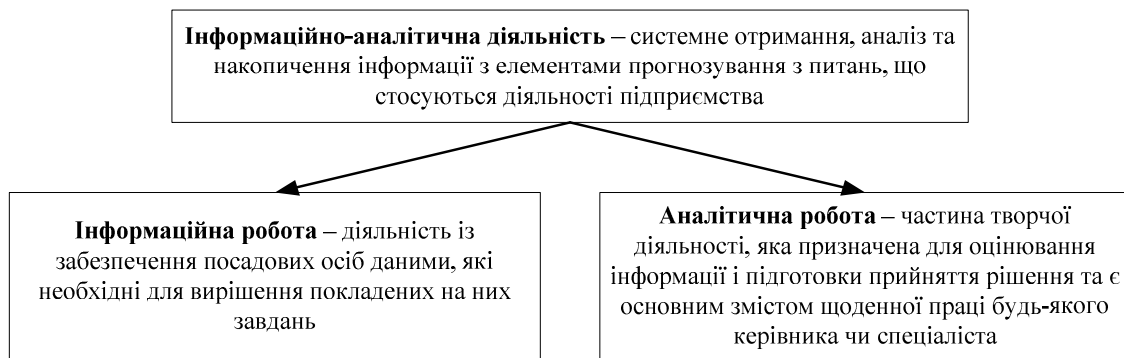 Інформаційно-аналітична діяльність – системне отримання, аналіз та
накопичення інформації з елементами прогнозування з питань, що
стосуються діяльності підприємства
Інформаційна робота – діяльність із
забезпечення посадових осіб даними, які
необхідні для вирішення покладених на них
завдань
Аналітична робота – частина творчої
діяльності, яка призначена для оцінювання
інформації і підготовки прийняття рішення та є
основним змістом щоденної праці будь-якого
керівника чи спеціаліста